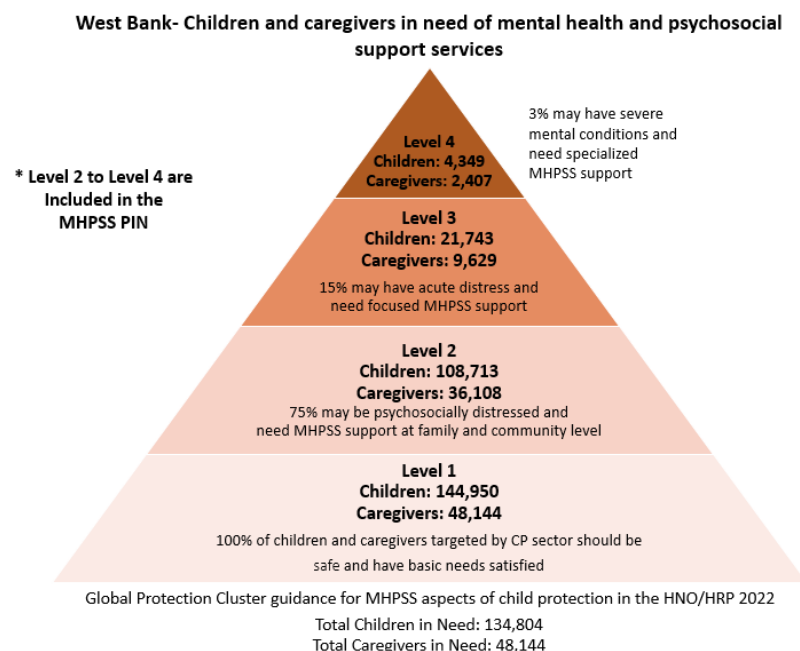 West Bank- Children and caregivers in need of mental health and psychosocial
support services
3% may have severe
mental conditions and
need specialized
MHPSS support
* Level 2 to Level 4 are
Included in the
MHPSS PIN
Level 4
Children: 4,349
Caregivers: 2,407
Level 3
Children: 21,743
Caregivers: 9,629
15% may have acute distress and
need focused MHPSS support
Level 2
Children: 108,713
Caregivers: 36,108
75% may be psychosocially distressed and
need MHPSS support at family and community level
Level 1
Children: 144,950
Caregivers: 48,144
100% of children and caregivers targeted by CP sector should be
safe and have basic needs satisfied
Global Protection Cluster guidance for MHPSS aspects of child protection in the HNO/HRP 2022
Total Children in Need: 134,804
Total Caregivers in Need: 48,144